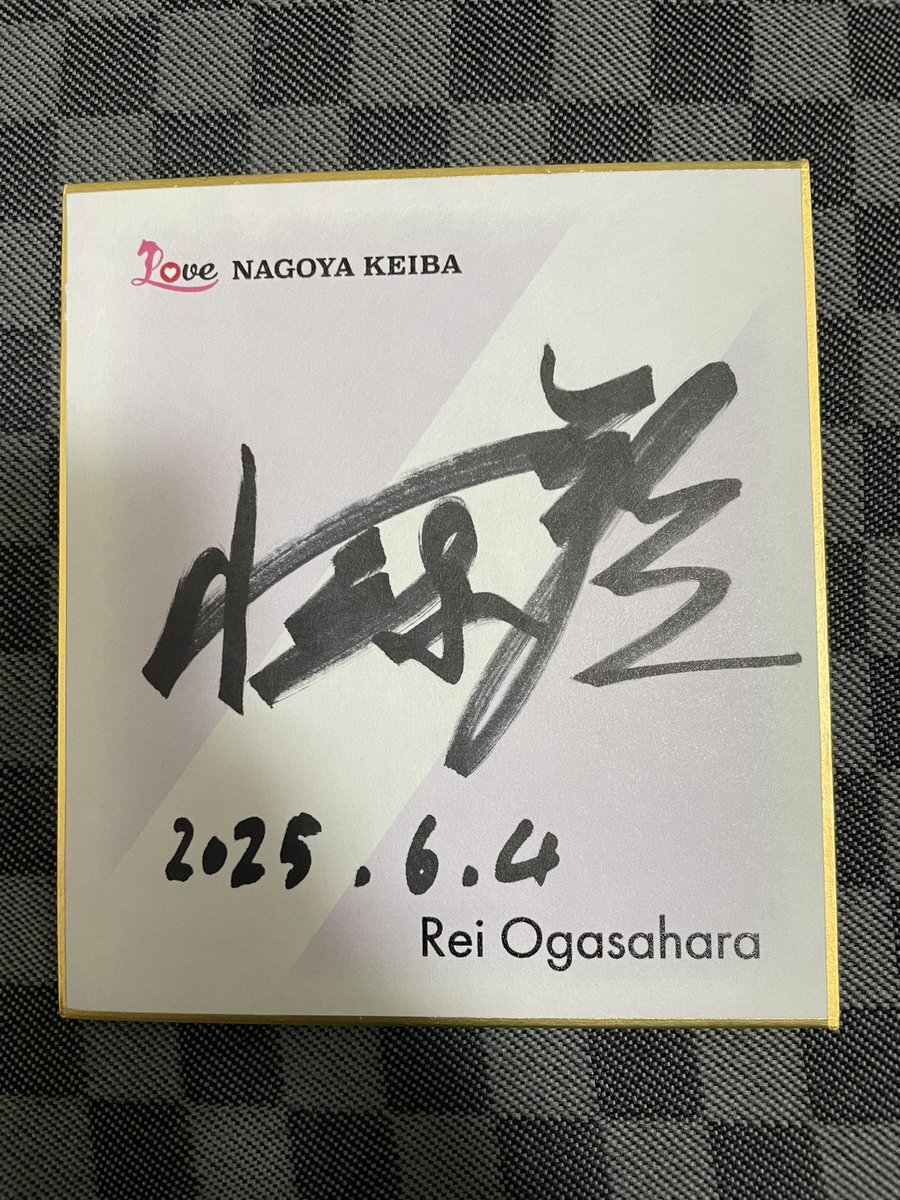 Love NAGOYA KEIBA
2025.6.4
Rei Ogasahara